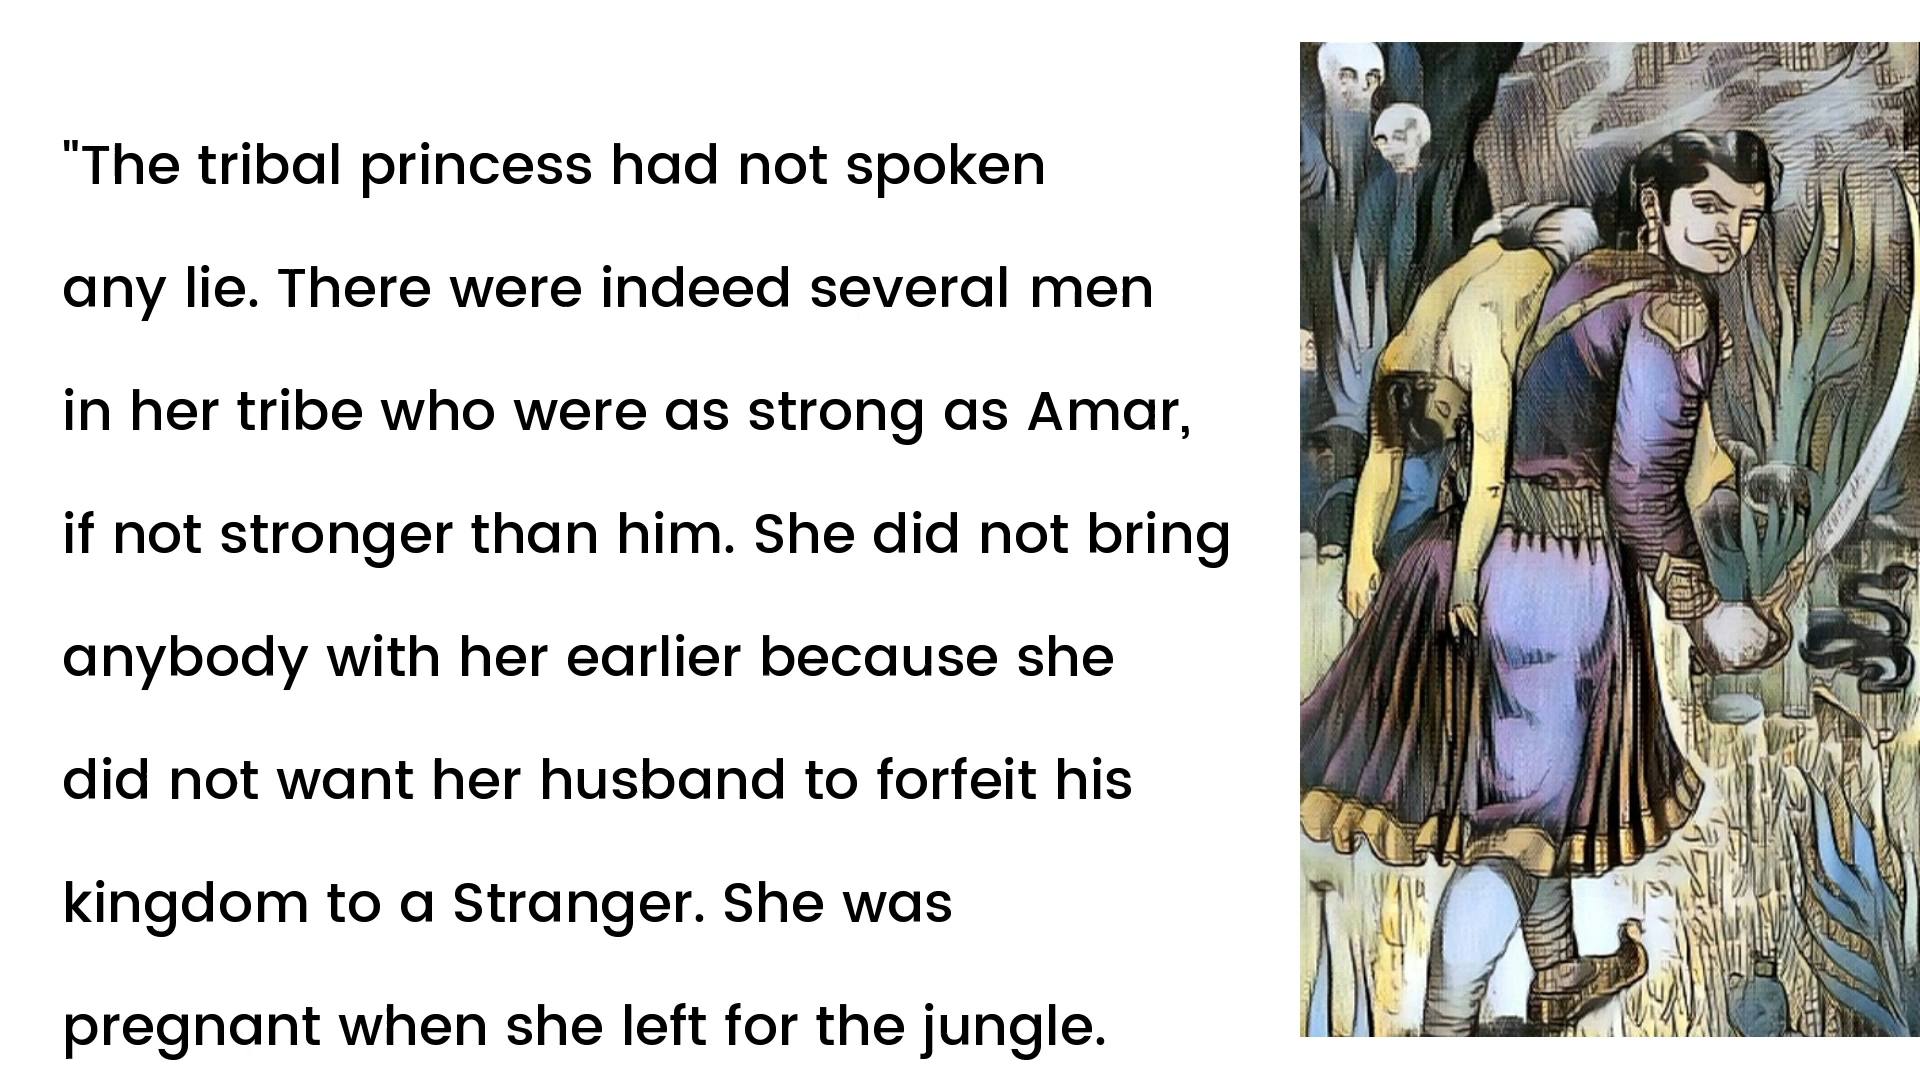 "The tribal princess had not spoken
any lie. There were indeed several men
in her tribe who were as strong as Amar,
if not stronger than him. She did not bring
anybody with her earlier because she
did not want her husband to forfeit his
kingdom to a Stranger. She was
pregnant when she left for the jungle.